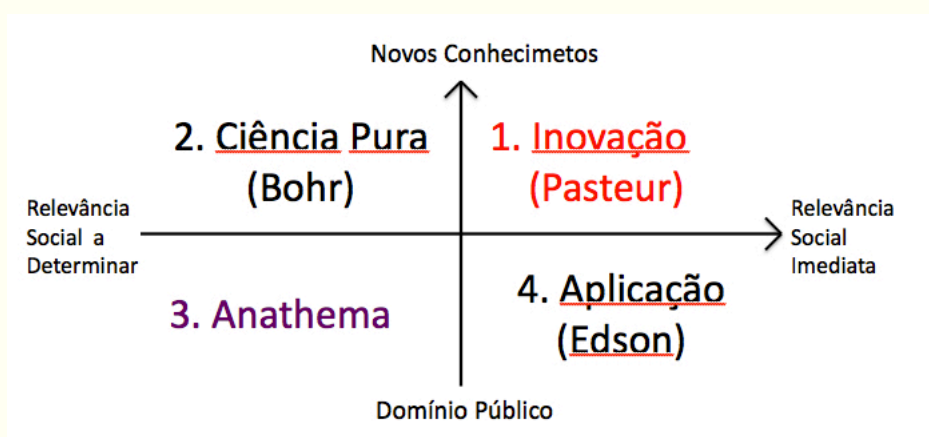 Novos Conhecimetos
2. Ciência Pura
(Bohr)
1. Inovação
(Pasteur)
Relevância
Social a
Determinar
Relevância
Social
Imediata
3. Anathema
4. Aplicação
(Edson)
Domínio Público